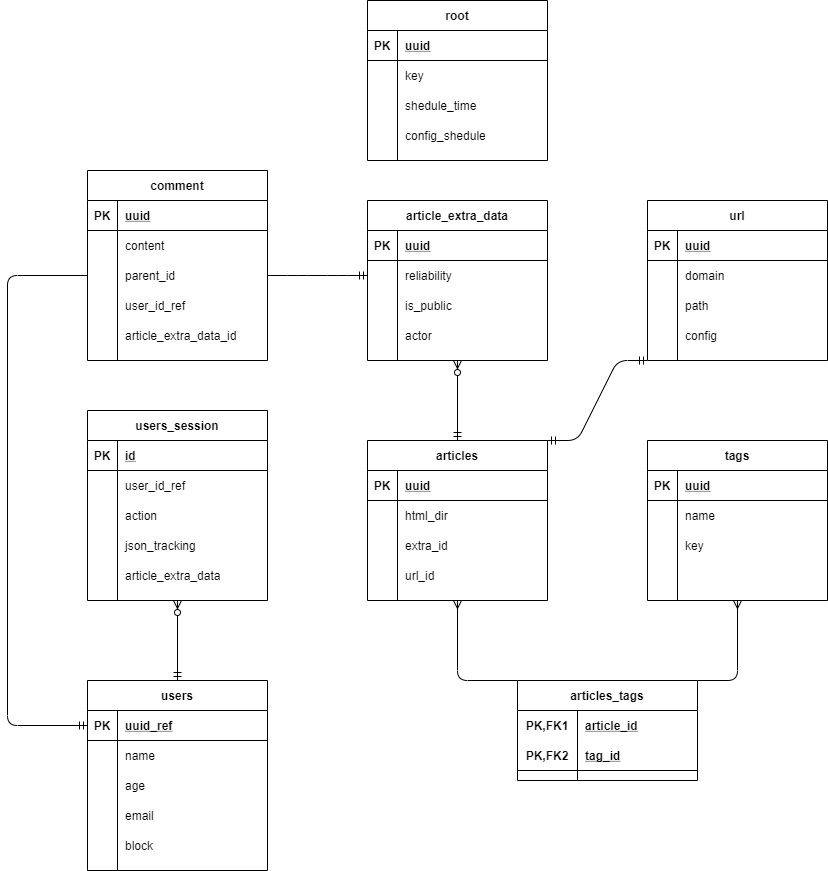 root
PK uuid
key
shedule_time
config_shedule
comment
PK uuid
content
parent_id
user_id_ref
article_extra_data_id
article_extra_data
PK uuid
reliability
is_public
actor
url
PK uuid
domain
path
config
users_session
PK id
user_id_ref
action
json_tracking
article_extra_data
articles
PK uuid
html_dir
extra_id
url_id
tags
PK uuid
name
key
users
PK uuid_ref
name
age
email
block
articles_tags
PK,FK1 article_id
PK,FK2 tag_id